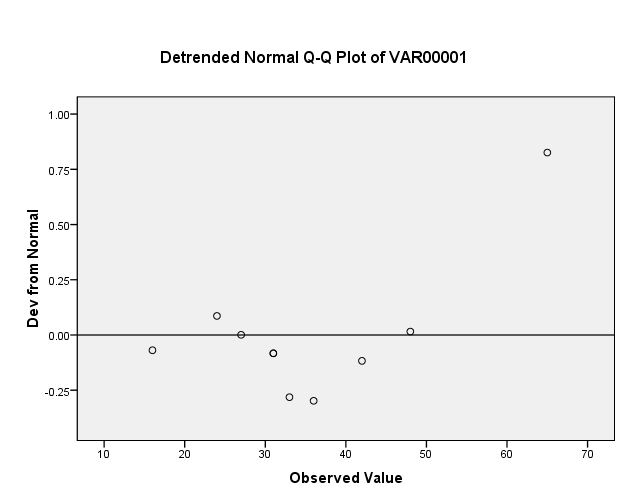 Detrended Normal Q-Q Plot of VAR00001
1.00
0.75
0.50
0.25
0.00
-0.25
Dev from Normal
10 20 30 40 50 60 70
Observed Value